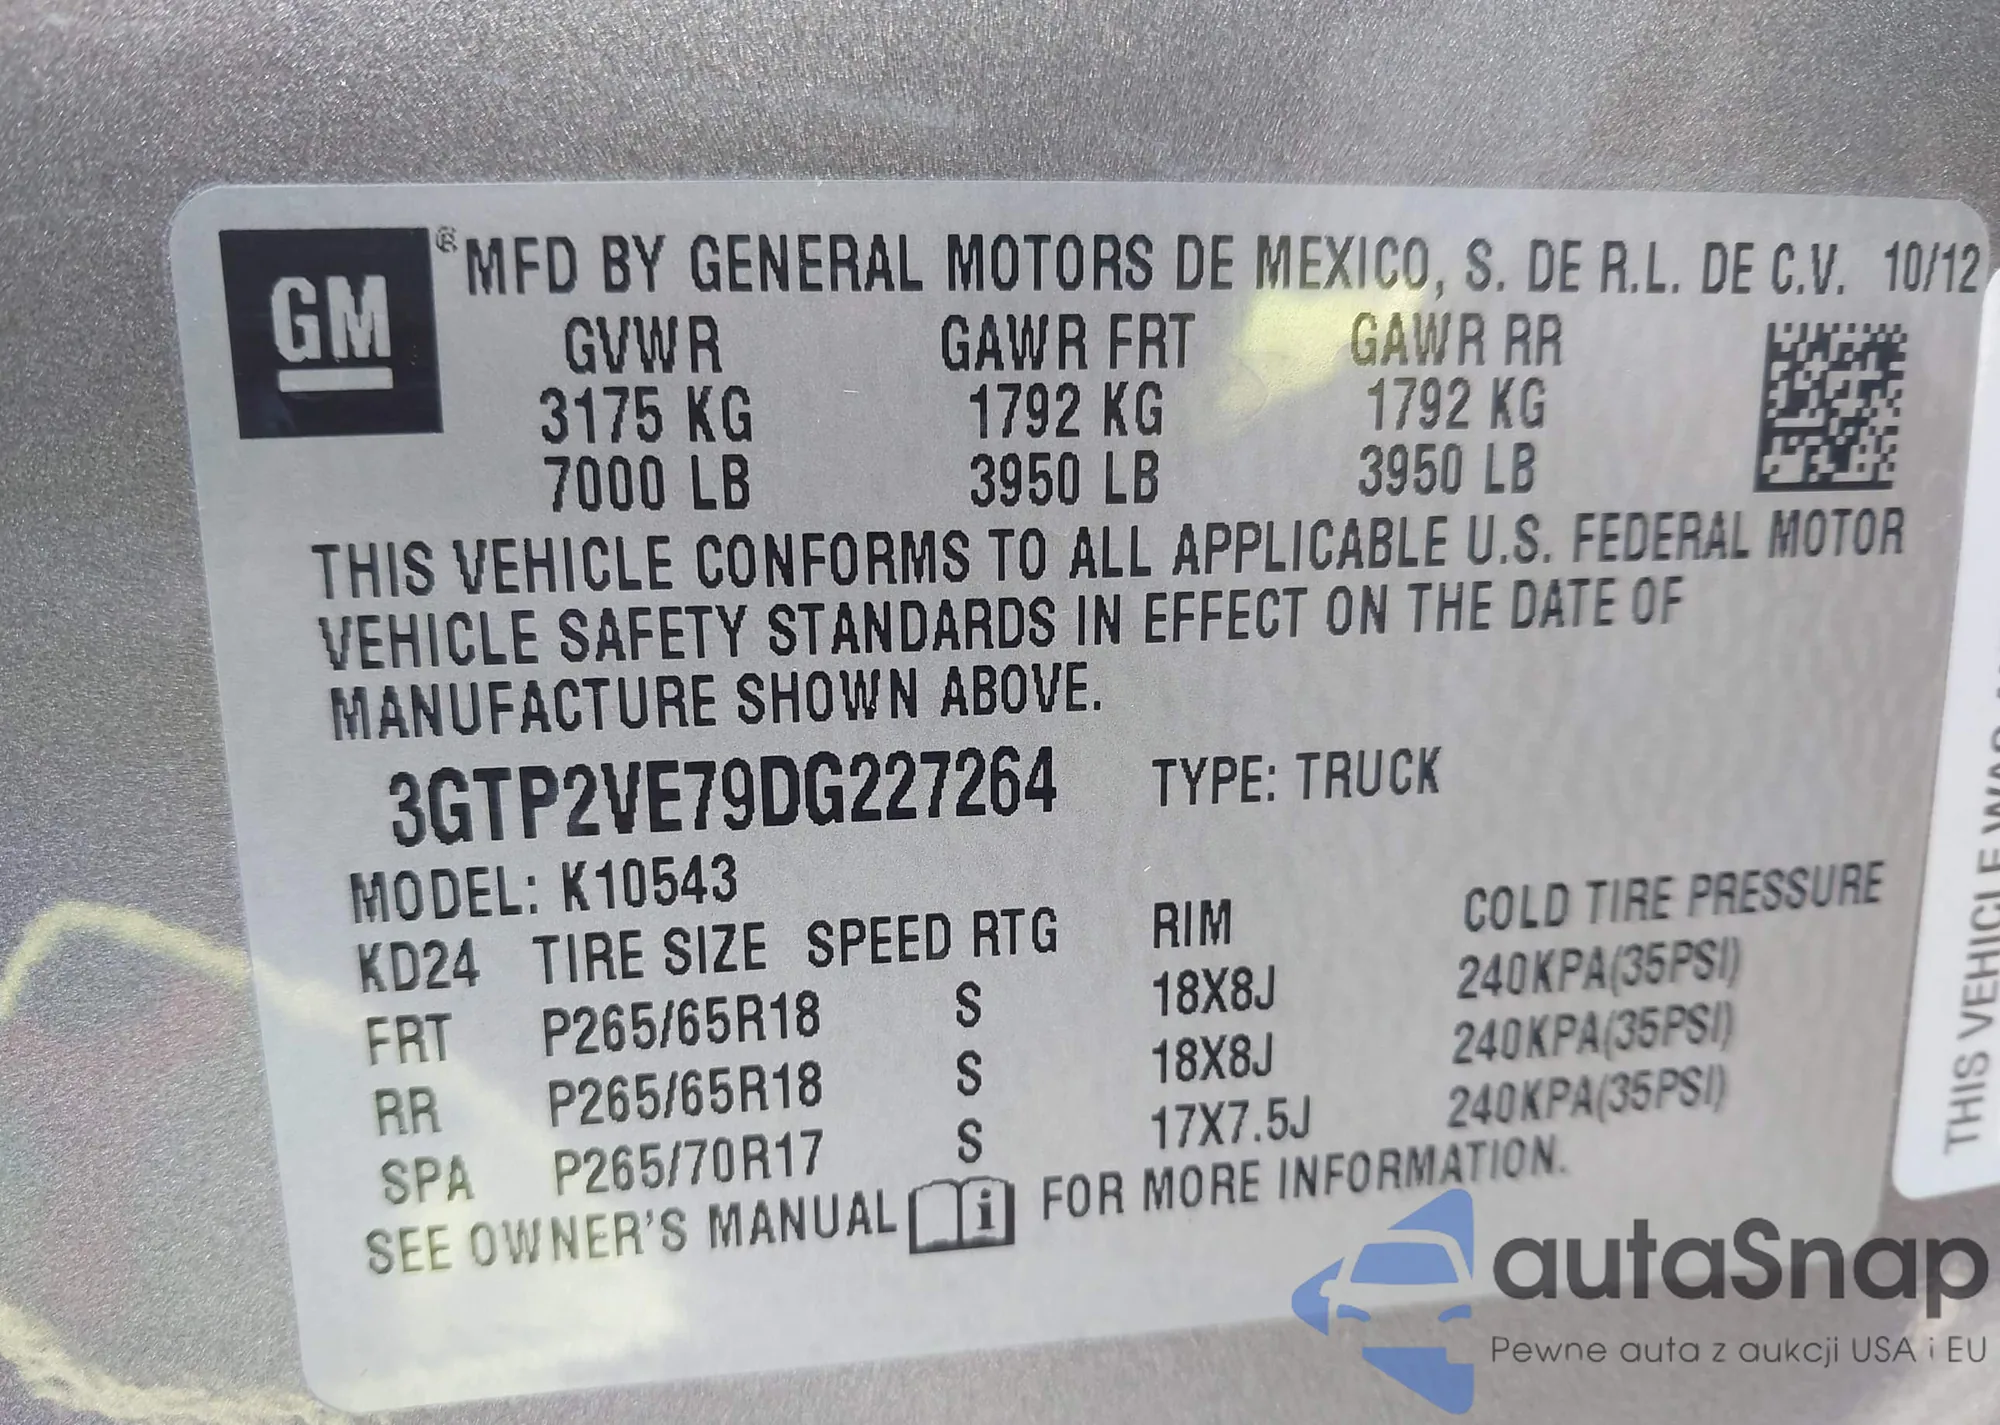 GM ® MFD BY GENERAL MOTORS DE MEXICO, S. DE R.L. DE C.V. 10/12
GVWR GAWR FRT GAWR RR
3175 KG 1792 KG 1792 KG
7000 LB 3950 LB 3950 LB
THIS VEHICLE CONFORMS TO ALL APPLICABLE U.S. FEDERAL MOTOR
VEHICLE SAFETY STANDARDS IN EFFECT ON THE DATE OF
MANUFACTURE SHOWN ABOVE.
3GTP2VE79DG227264 TYPE: TRUCK
MODEL: K10543
KD24 TIRE SIZE SPEED RTG RIM COLD TIRE PRESSURE
FRT P265/65R18 S 18X8J 240KPA(35PSI)
RR P265/65R18 S 18X8J 240KPA(35PSI)
SPA P265/70R17 S 17X7.5J 240KPA(35PSI)
SEE OWNER'S MANUAL i FOR MORE INFORMATION.
THIS VEHICLE WAS
autaSnap
Pewne auta z aukcji USA i EU